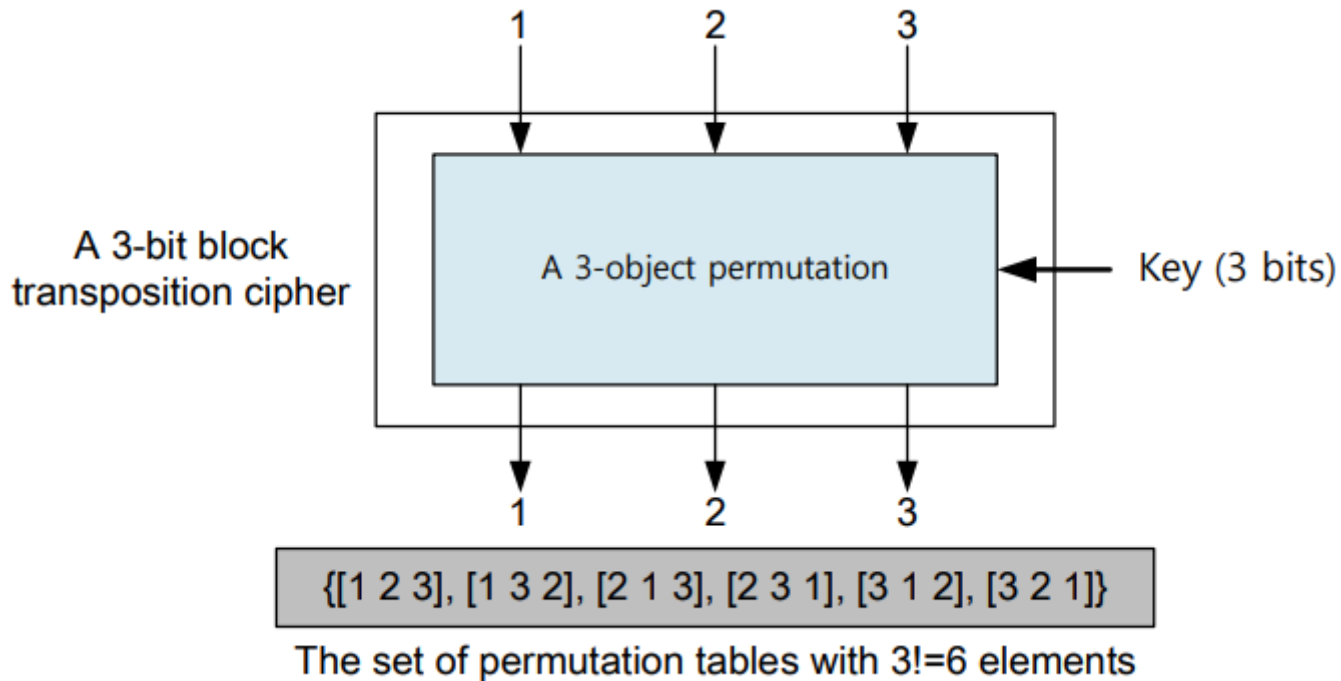 1 2 3
A 3-bit block
transposition cipher
A 3-object permutation
Key (3 bits)
1 2 3
{[1 2 3], [1 3 2], [2 1 3], [2 3 1], [3 1 2], [3 2 1]}
The set of permutation tables with 3!=6 elements